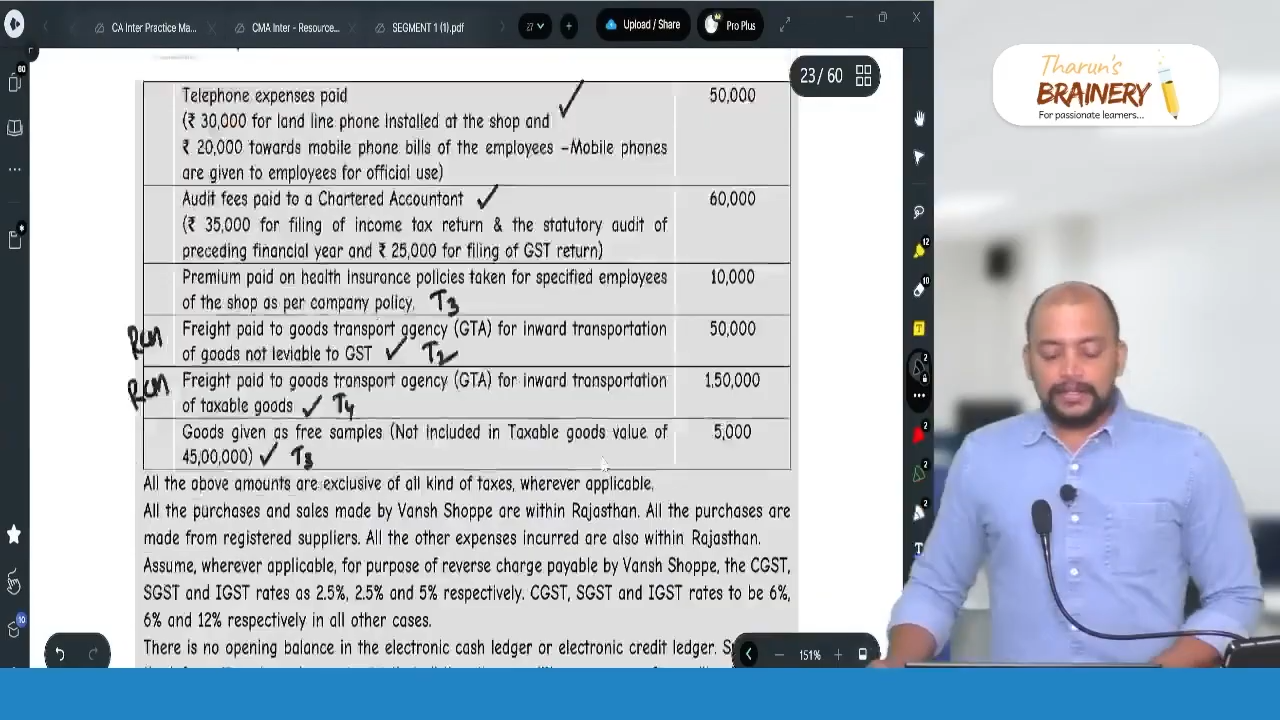 CA Inter Practice Ma...
CMA Inter - Resource...
SEGMENT 1 (1).pdf
27
Upload / Share
Pro Plus
23 / 60
Tharun's
BRAINERY
For passionate learners...
Telephone expenses paid
50,000
(₹ 30,000 for land line phone installed at the shop and
₹ 20,000 towards mobile phone bills of the employees –Mobile phones
are given to employees for official use)
Audit fees paid to a Chartered Accountant
60,000
(₹ 35,000 for filing of income tax return & the statutory audit of
preceding financial year and ₹ 25,000 for filing of GST return)
Premium paid on health insurance policies taken for specified employees
10,000
of the shop as per company policy. T3
RCM
Freight paid to goods transport agency (GTA) for inward transportation
50,000
of goods not leviable to GST T2
RCM
Freight paid to goods transport agency (GTA) for inward transportation
1,50,000
of taxable goods T4
Goods given as free samples (Not included in Taxable goods value of
5,000
45,00,000) T3
All the above amounts are exclusive of all kind of taxes, wherever applicable.
All the purchases and sales made by Vansh Shoppe are within Rajasthan. All the purchases are
made from registered suppliers. All the other expenses incurred are also within Rajasthan.
Assume, wherever applicable, for purpose of reverse charge payable by Vansh Shoppe, the CGST,
SGST and IGST rates as 2.5%, 2.5% and 5% respectively. CGST, SGST and IGST rates to be 6%,
6% and 12% respectively in all other cases.
There is no opening balance in the electronic cash ledger or electronic credit ledger.
151%